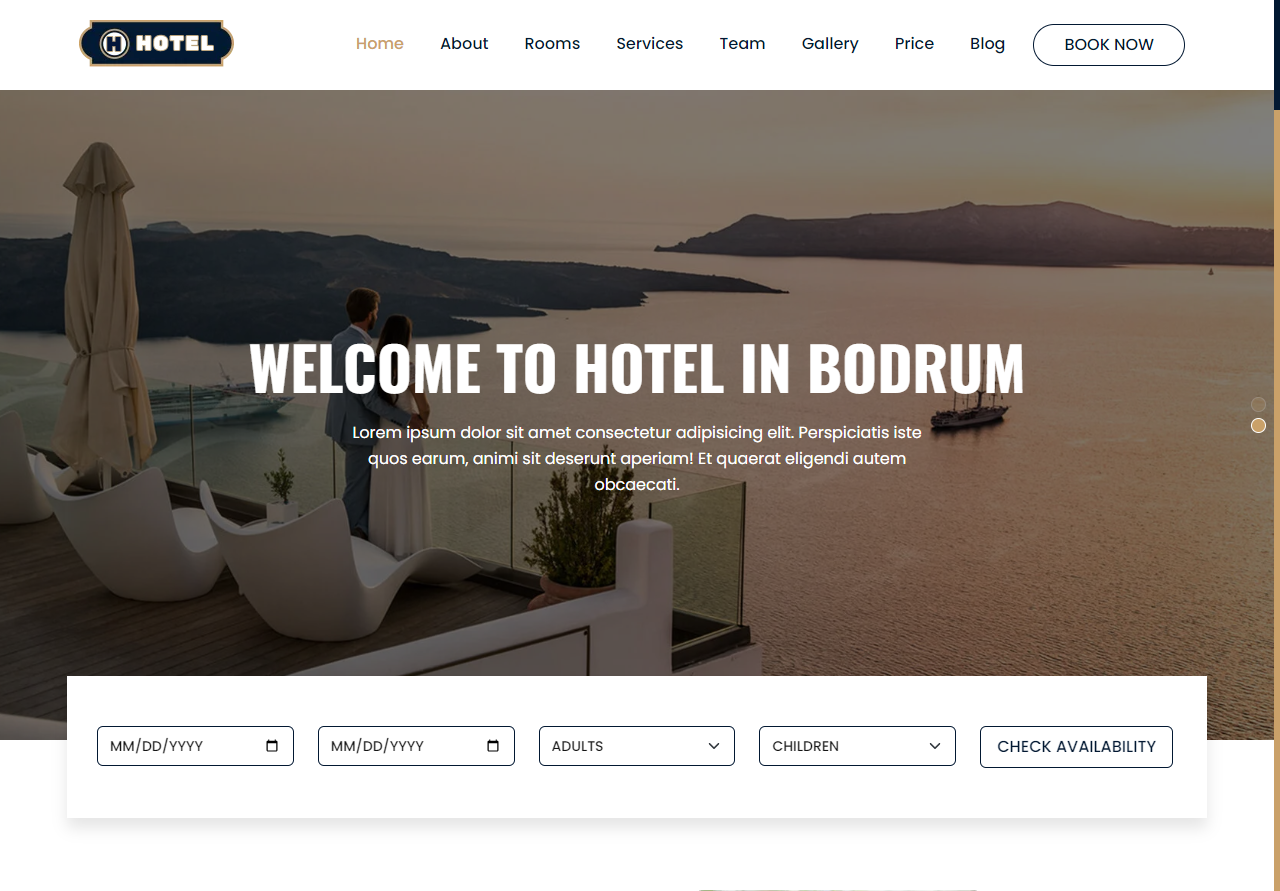 H HOTEL
Home About Rooms Services Team Gallery Price Blog BOOK NOW
WELCOME TO HOTEL IN BODRUM
Lorem ipsum dolor sit amet consectetur adipisicing elit. Perspiciatis iste
quos earum, animi sit deserunt aperiam! Et quaerat eligendi autem
obcaecati.
MM/DD/YYYY MM/DD/YYYY ADULTS CHILDREN CHECK AVAILABILITY